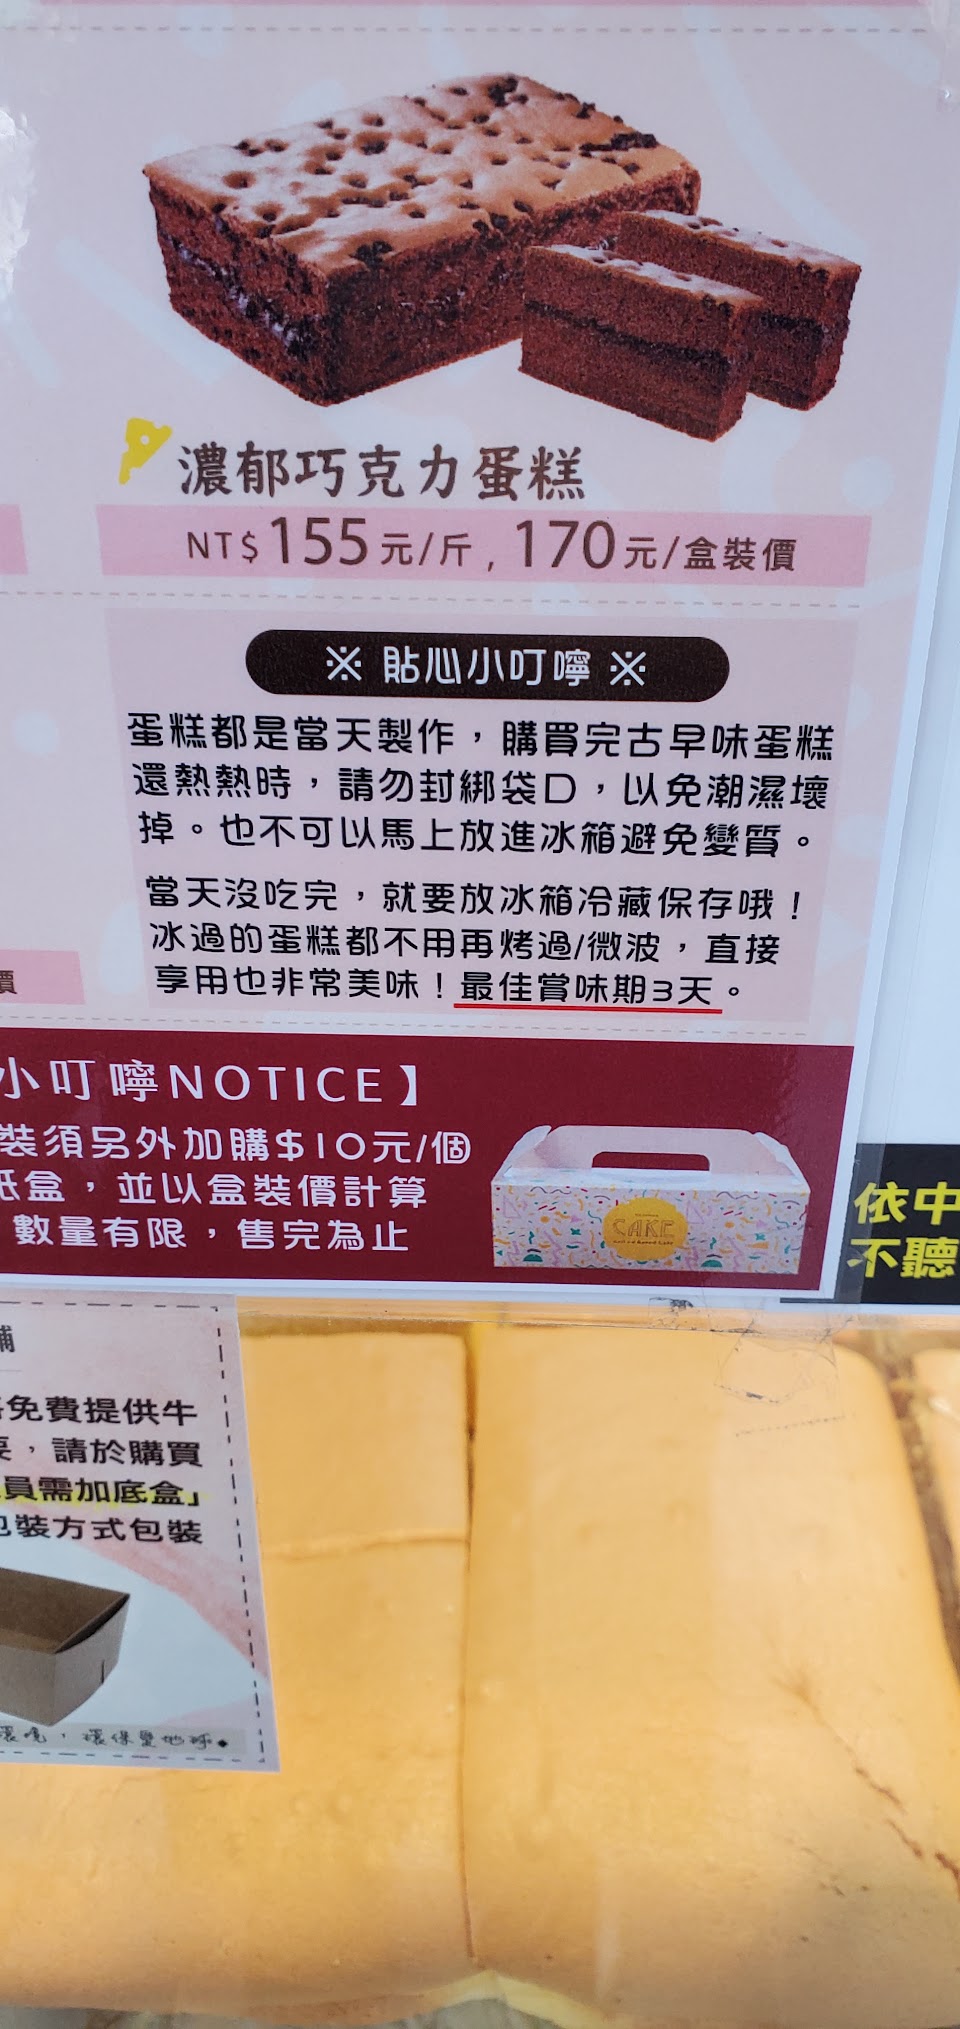 濃郁巧克力蛋糕
NT$155元/斤, 170元/盒裝價
※ 貼心小叮嚀 ※
蛋糕都是當天製作，購買完古早味蛋糕
還熱熱時，請勿封綁袋口，以免潮濕壞
掉。也不可以馬上放進冰箱避免變質。
當天沒吃完，就要放冰箱冷藏保存哦！
冰過的蛋糕都不用再烤過/微波，直接
享用也非常美味！最佳賞味期3天。
價
小叮嚀NOTICE】
裝須另外加購$10元/個
紙盒，並以盒裝價計算
數量有限，售完為止
CAKE
依中
不聽
舖
免費提供牛
，請於購買
員需加底盒」
包裝方式包裝
環境，環保愛地球